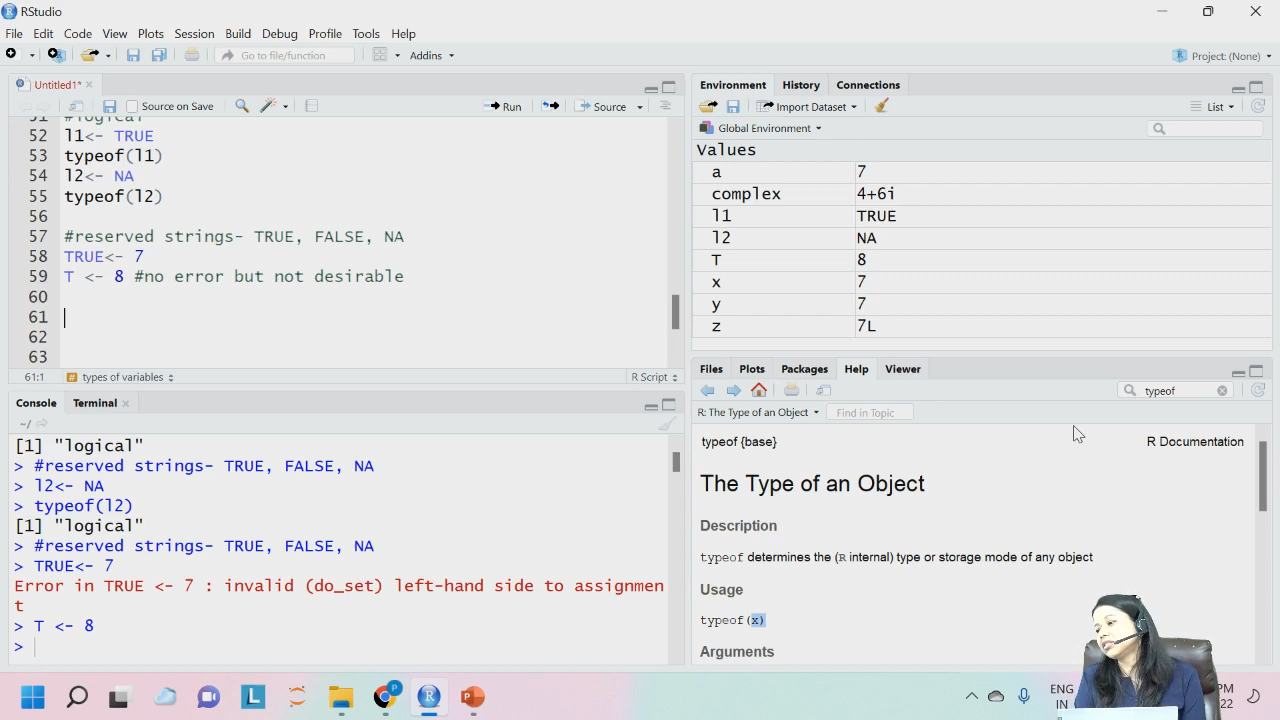 RStudio
File Edit Code View Plots Session Build Debug Profile Tools Help
Go to file/function Addins Project: (None)
Untitled1*
Source on Save Run Source
52 l1<- TRUE
53 typeof(l1)
54 l2<- NA
55 typeof(l2)
56
57 #reserved strings- TRUE, FALSE, NA
58 TRUE<- 7
59 T <- 8 #no error but not desirable
60
61
62
63
61:1 types of variables R Script
Console Terminal
~/
[1] "logical"
> #reserved strings- TRUE, FALSE, NA
> l2<- NA
> typeof(l2)
[1] "logical"
> #reserved strings- TRUE, FALSE, NA
> TRUE<- 7
Error in TRUE <- 7 : invalid (do_set) left-hand side to assignmen
t
> T <- 8
>
Environment History Connections
Import Dataset List
Global Environment
Values
a 7
complex 4+6i
l1 TRUE
l2 NA
T 8
x 7
y 7
z 7L
Files Plots Packages Help Viewer
typeof
R: The Type of an Object Find in Topic
typeof {base} R Documentation
The Type of an Object
Description
typeof determines the (R internal) type or storage mode of any object
Usage
typeof(x)
Arguments
ENG
IN